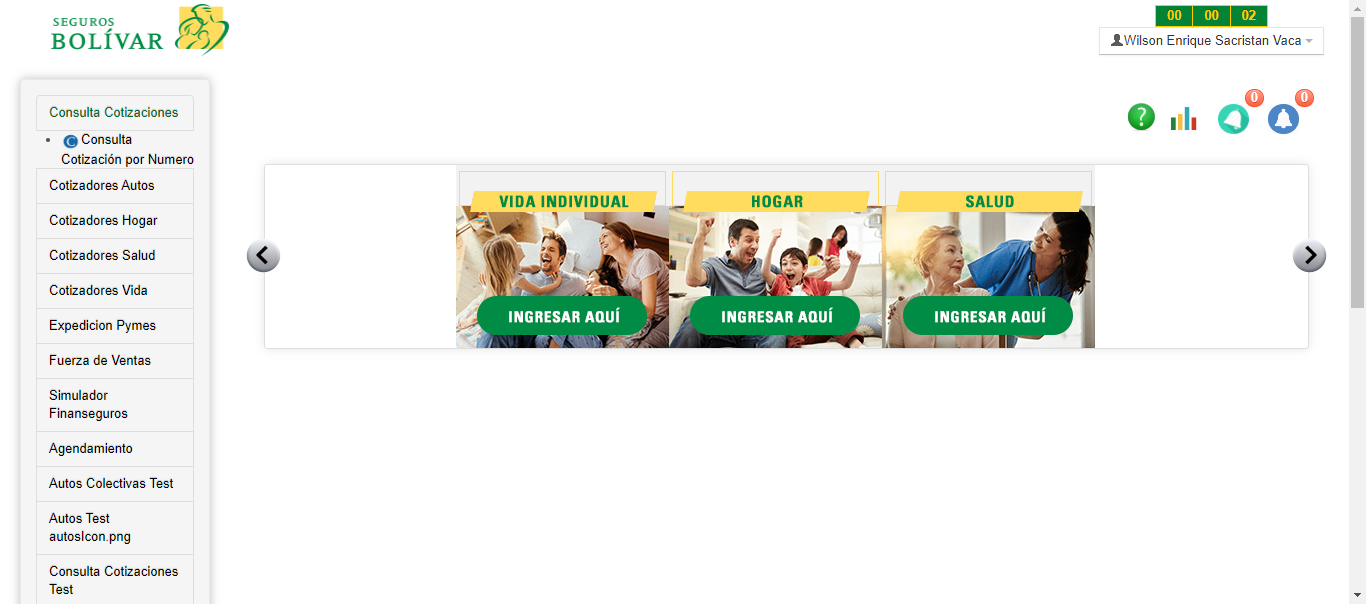 SEGUROS
BOLÍVAR
00 00 02
Wilson Enrique Sacristan Vaca
Consulta Cotizaciones
Consulta
Cotización por Numero
Cotizadores Autos
Cotizadores Hogar
Cotizadores Salud
Cotizadores Vida
Expedicion Pymes
Fuerza de Ventas
Simulador
Finanseguros
Agendamiento
Autos Colectivas Test
Autos Test
autosIcon.png
Consulta Cotizaciones
Test
?
0
0
VIDA INDIVIDUAL
HOGAR
SALUD
INGRESAR AQUÍ
INGRESAR AQUÍ
INGRESAR AQUÍ